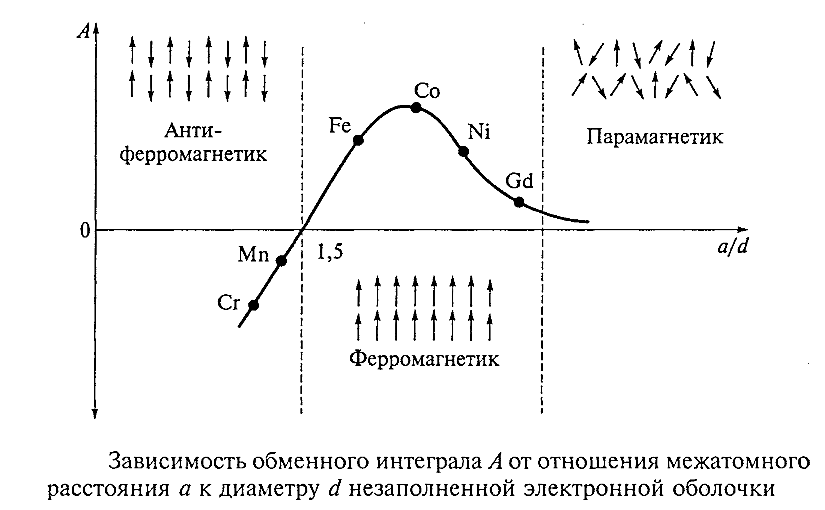 A
Анти-
ферромагнетик
Парамагнетик
Fe
Co
Ni
Gd
0
a/d
Mn
1,5
Cr
Ферромагнетик
Зависимость обменного интеграла A от отношения межатомного
расстояния a к диаметру d незаполненной электронной оболочки